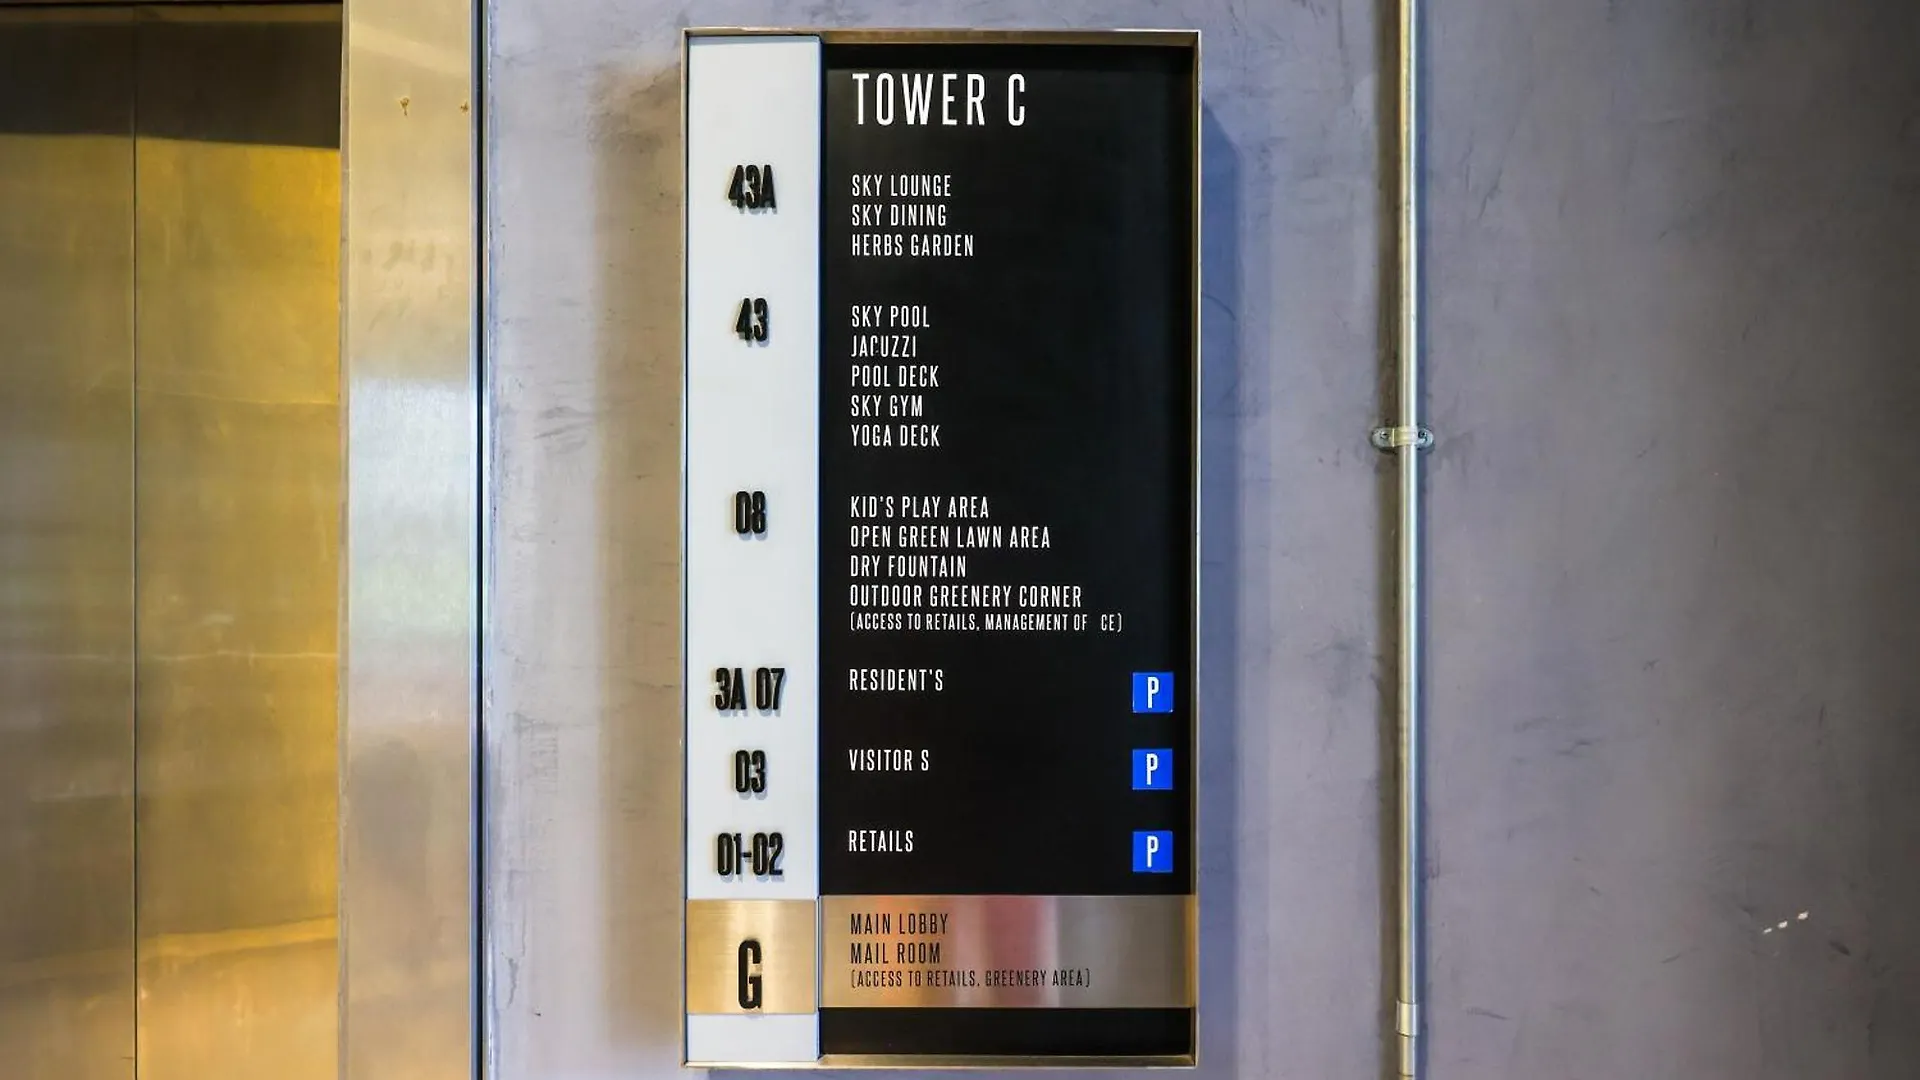 TOWER C
43A
SKY LOUNGE
SKY DINING
HERBS GARDEN
43
SKY POOL
JACUZZI
POOL DECK
SKY GYM
YOGA DECK
08
KID'S PLAY AREA
OPEN GREEN LAWN AREA
DRY FOUNTAIN
OUTDOOR GREENERY CORNER
(ACCESS TO RETAILS, MANAGEMENT OF CE)
3A 07 RESIDENT'S P
03 VISITOR S P
01-02 RETAILS P
G
MAIN LOBBY
MAIL ROOM
(ACCESS TO RETAILS, GREENERY AREA)